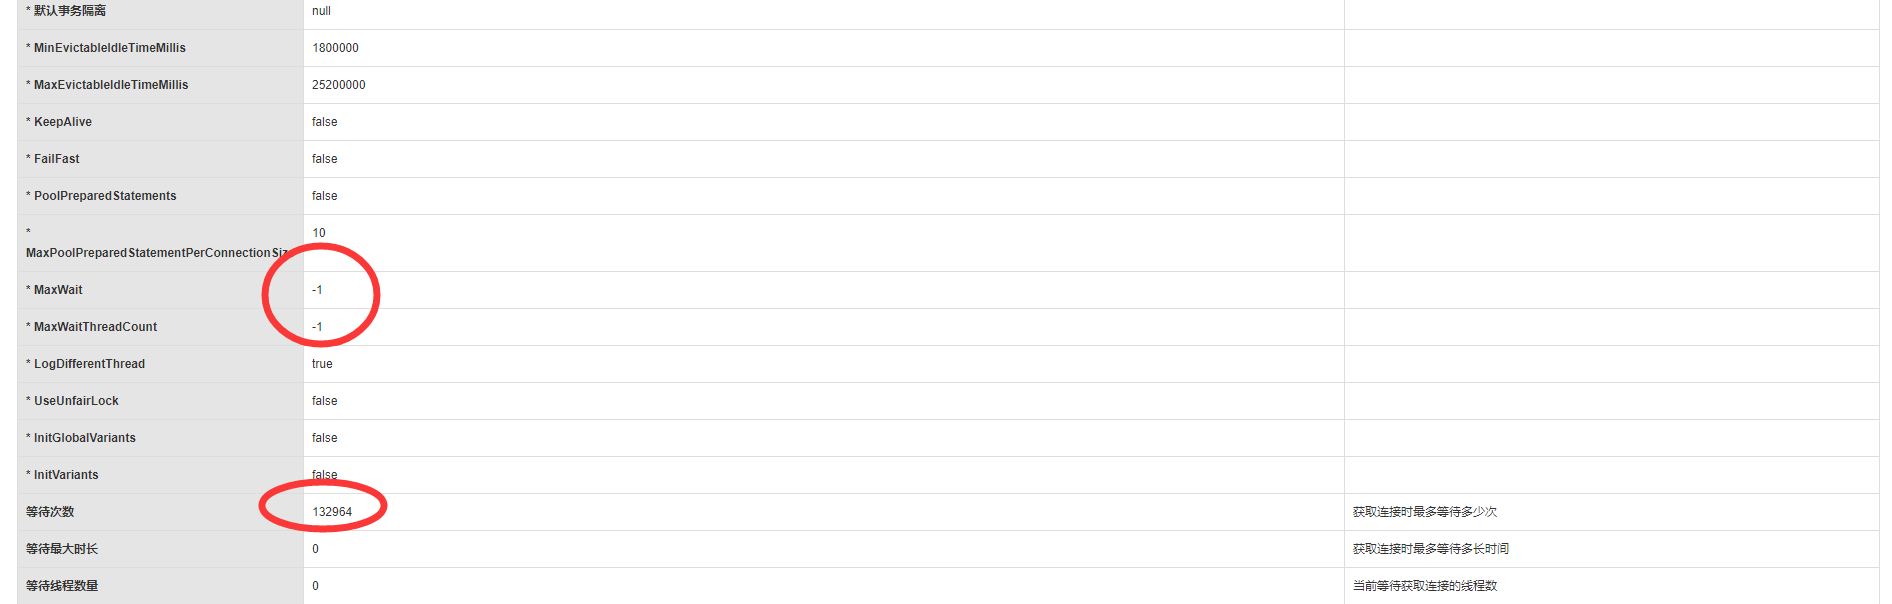 * 默认事务隔离 null
* MinEvictableIdleTimeMillis 1800000
* MaxEvictableIdleTimeMillis 25200000
* KeepAlive false
* FailFast false
* PoolPreparedStatements false
* 10
MaxPoolPreparedStatementPerConnectionSiz
* MaxWait -1
* MaxWaitThreadCount -1
* LogDifferentThread true
* UseUnfairLock false
* InitGlobalVariants false
* InitVariants false
等待次数 132964 获取连接时最多等待多少次
等待最大时长 0 获取连接时最多等待多长时间
等待线程数量 0 当前等待获取连接的线程数